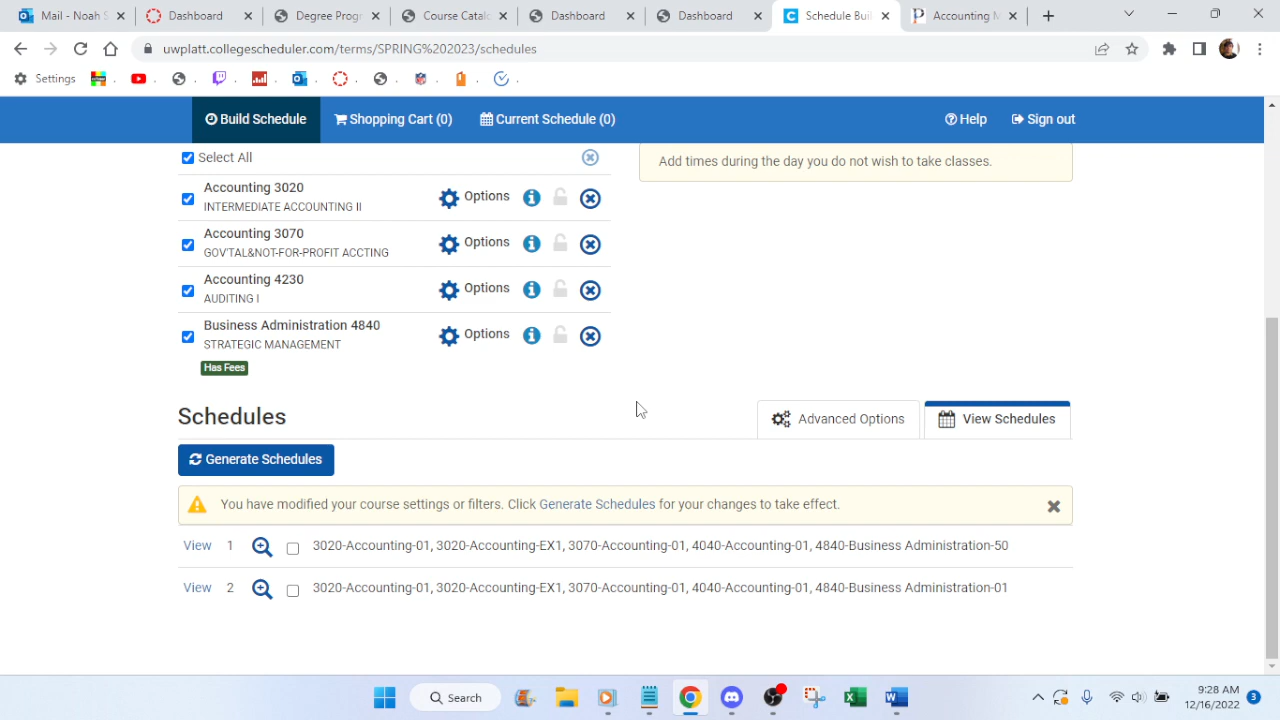 Mail - Noah S
Dashboard
Degree Prog
Course Catal
Dashboard
Dashboa
Schedule Bui
Accounting M
uwplatt.collegescheduler.com/terms/SPRING%202023/schedules
Settings
Build Schedule
Shopping Cart (0)
Current Schedule (0)
Help
Sign out
Select All
Add times during the day you do not wish to take classes.
Accounting 3020
INTERMEDIATE ACCOUNTING II
Options
Accounting 3070
GOV'TAL&NOT-FOR-PROFIT ACCTING
Options
Accounting 4230
AUDITING I
Options
Business Administration 4840
STRATEGIC MANAGEMENT
Options
Has Fees
Schedules
Advanced Options
View Schedules
Generate Schedules
You have modified your course settings or filters. Click Generate Schedules for your changes to take effect.
View 1 3020-Accounting-01, 3020-Accounting-EX1, 3070-Accounting-01, 4040-Accounting-01, 4840-Business Administration-50
View 2 3020-Accounting-01, 3020-Accounting-EX1, 3070-Accounting-01, 4040-Accounting-01, 4840-Business Administration-01
Search
9:28 AM
12/16/2022
3